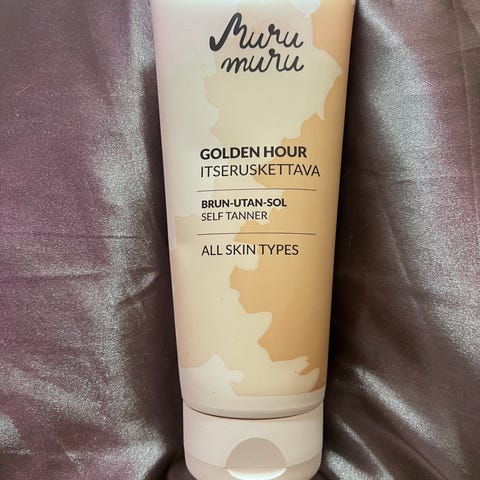 Muru
muru
GOLDEN HOUR
ITSERUSKETTAVA
BRUN-UTAN-SOL
SELF TANNER
ALL SKIN TYPES